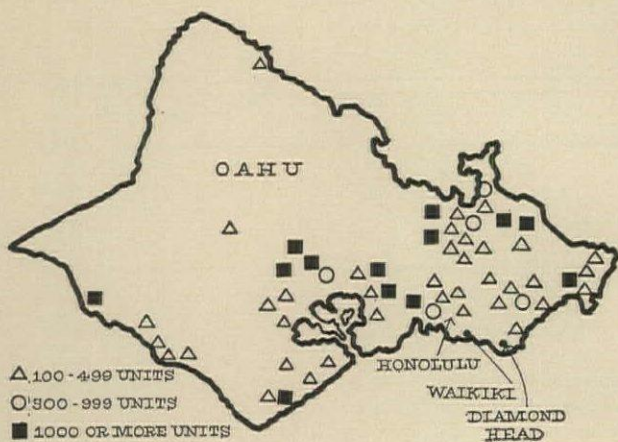 OAHU
HONOLULU
WAIKIKI
DIAMOND
HEAD
100-499 UNITS
500-999 UNITS
1000 OR MORE UNITS